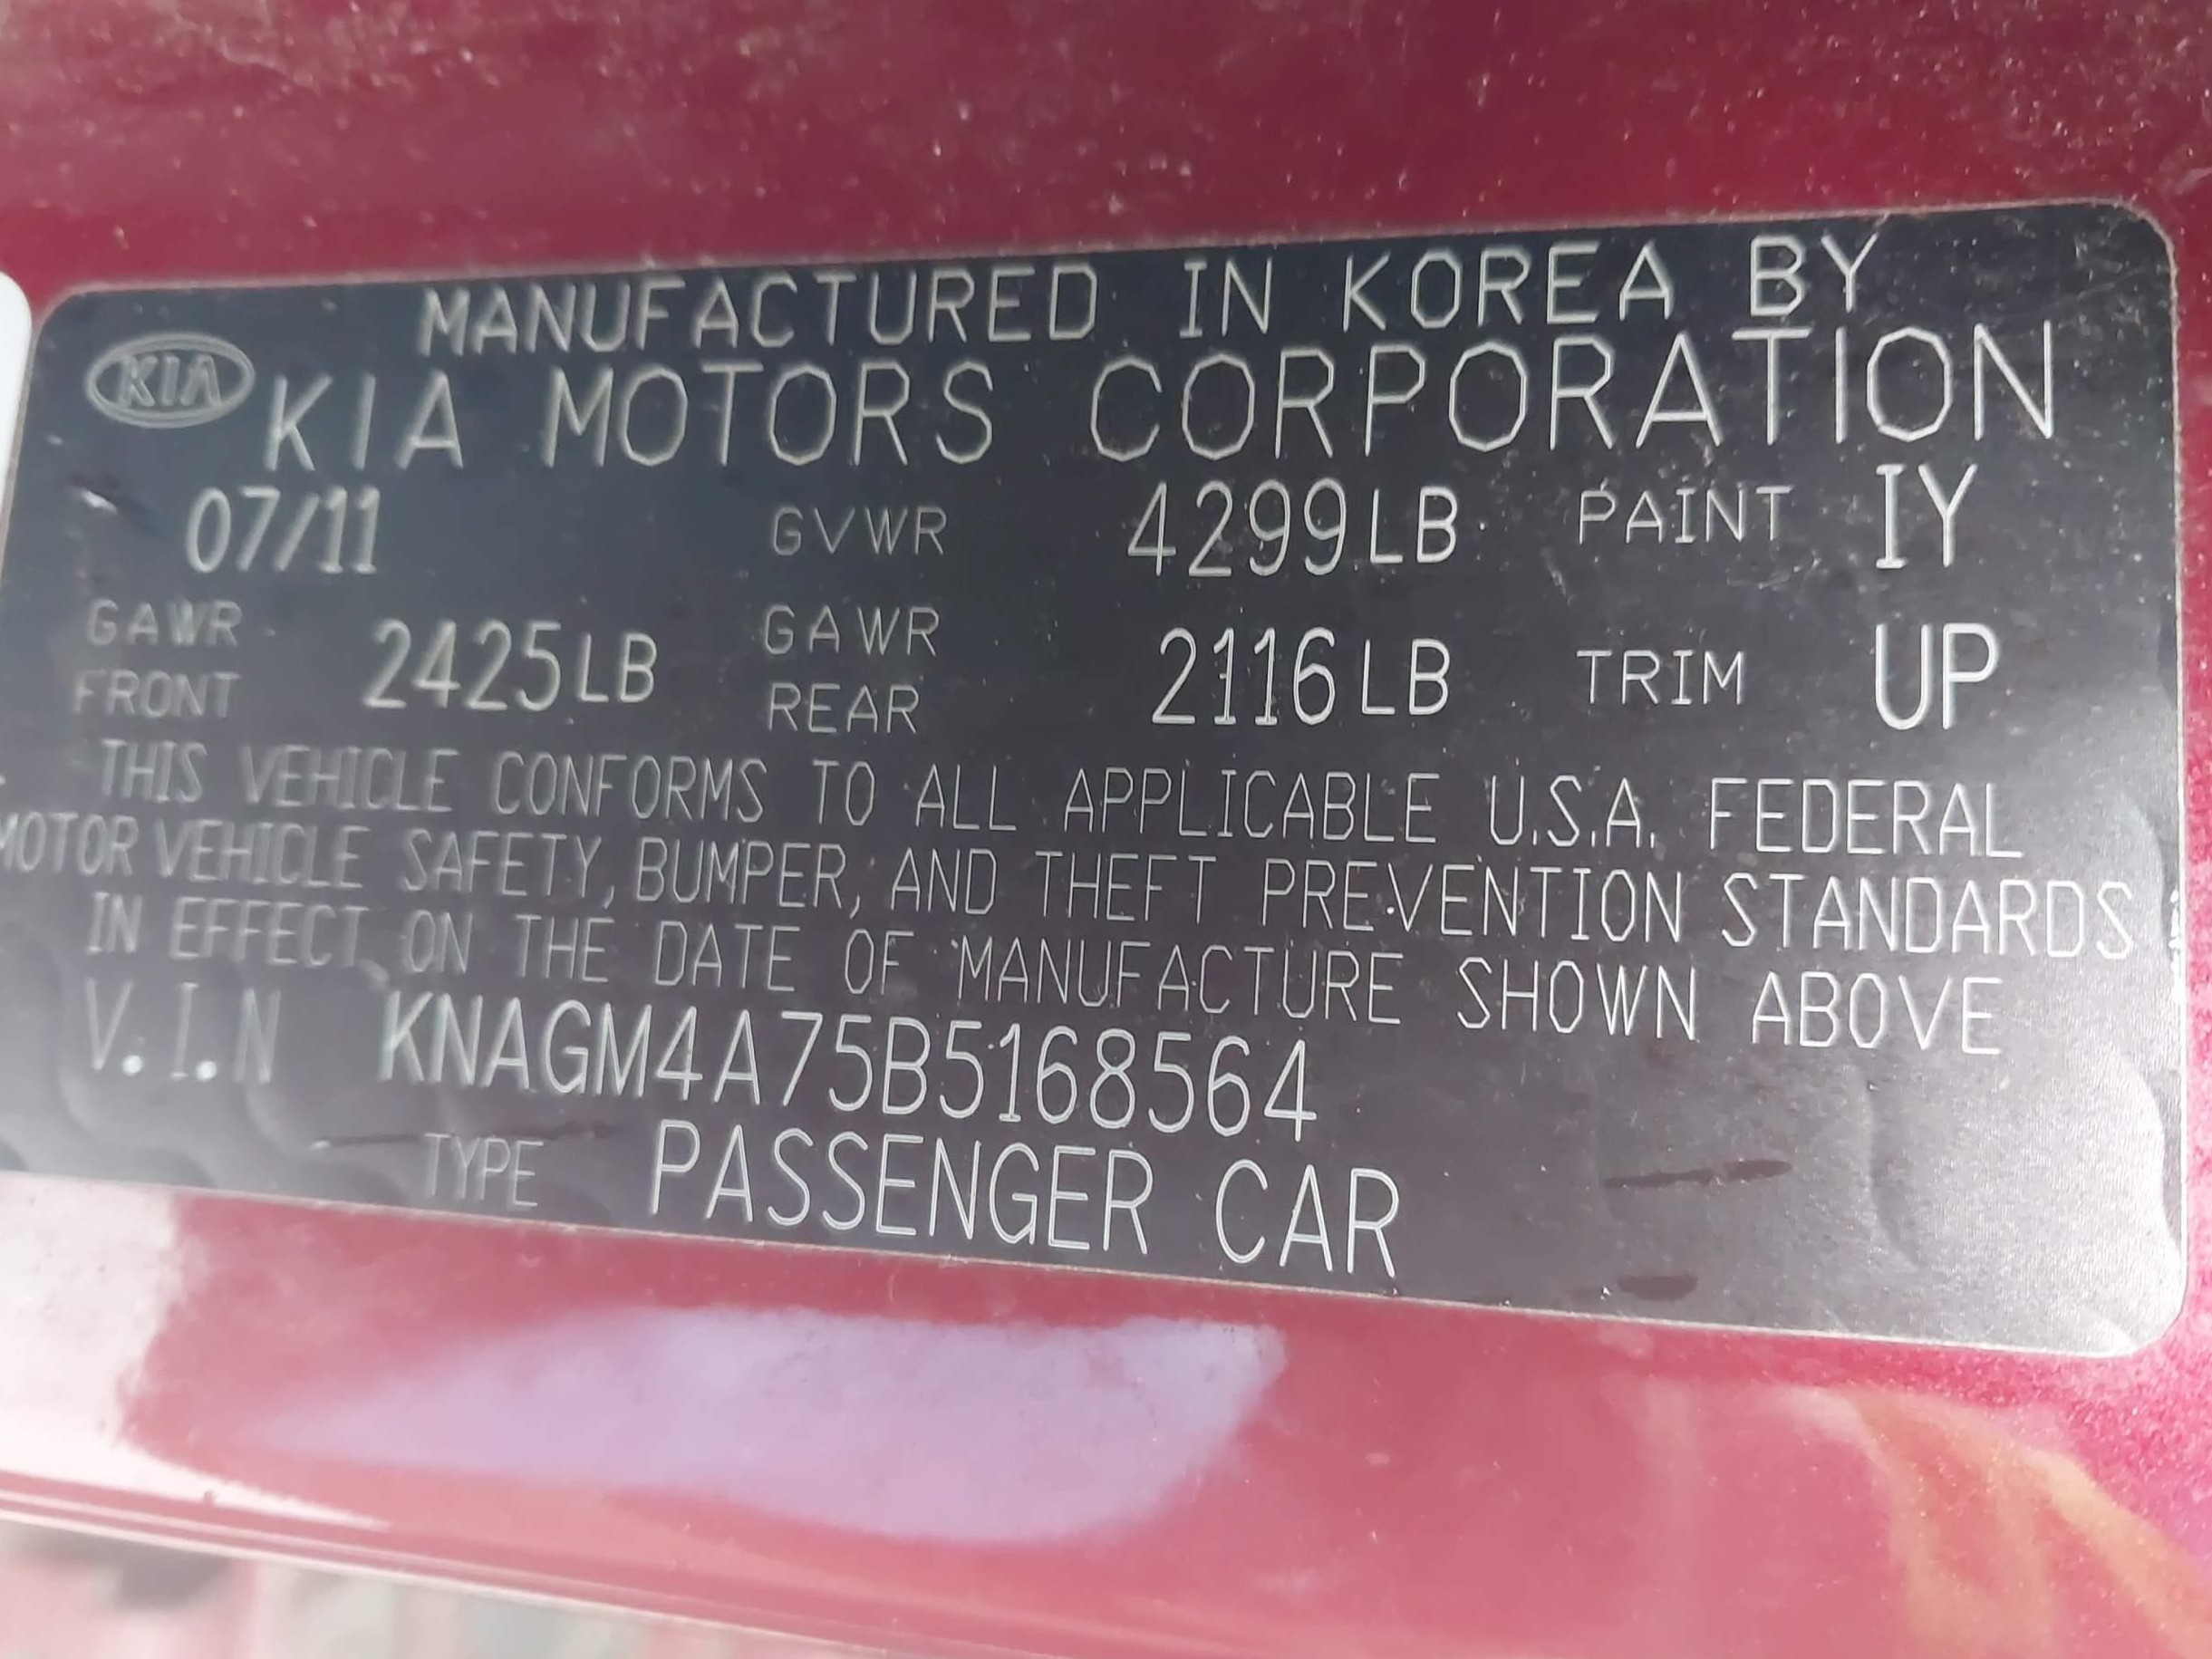 MANUFACTURED IN KOREA BY
KIA KIA MOTORS CORPORATION
07/11 GVWR 4299LB PAINT IY
GAWR FRONT 2425LB GAWR REAR 2116LB TRIM UP
THIS VEHICLE CONFORMS TO ALL APPLICABLE U.S.A. FEDERAL
MOTOR VEHICLE SAFETY, BUMPER, AND THEFT PREVENTION STANDARDS
IN EFFECT ON THE DATE OF MANUFACTURE SHOWN ABOVE
V.I.N KNAGM4A75B5168564
TYPE PASSENGER CAR